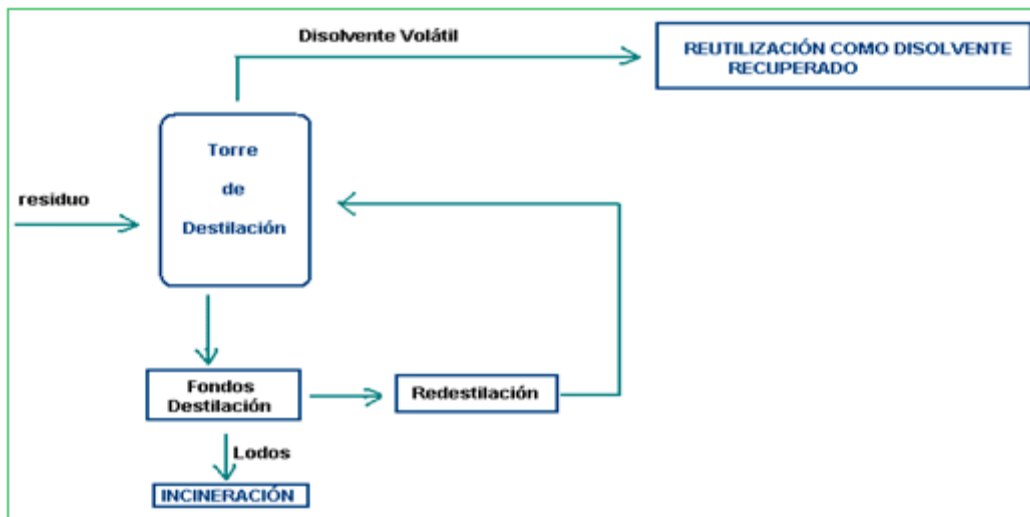 Disolvente Volátil
REUTILIZACIÓN COMO DISOLVENTE
RECUPERADO
Torre
de
Destilación
residuo
Fondos
Destilación
Redestilación
Lodos
INCINERACIÓN